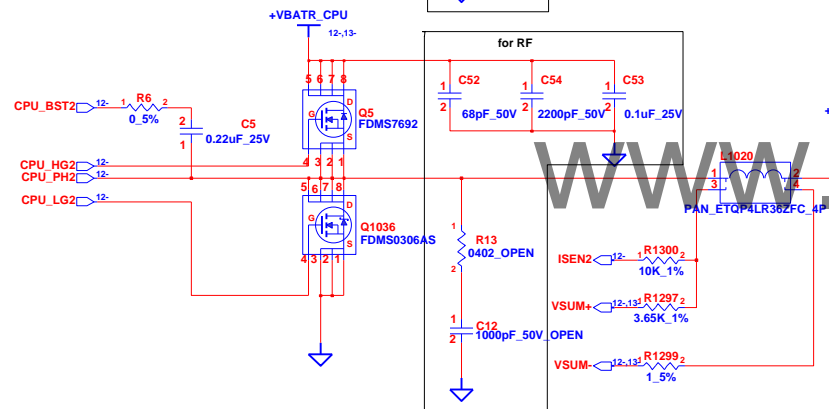 +VBATR_CPU
12-,13-
for RF
5 6 7 8
CPU_BST2
12-
1
R6
2
0_5%
2
C5
1
0.22uF_25V
D
G
S
Q5
FDMS7692
1
C52
2
68pF_50V
1
C54
2
2200pF_50V
1
C53
2
0.1uF_25V
4 3 2 1
CPU_HG2
12-
CPU_PH2
12-
CPU_LG2
12-
5 6 7 8
D
G
S
Q1036
FDMS0306AS
4 3 2 1
WWW.
L1020
1
2
3
4
PAN_ETQP4LR36ZFC_4P
1
R13
0402_OPEN
2
1
C12
1000pF_50V_OPEN
2
ISEN2
12-
1
R1300
2
10K_1%
VSUM+
12-,13-
1
R1297
2
3.65K_1%
VSUM-
12-,13-
1
R1299
2
1_5%
+